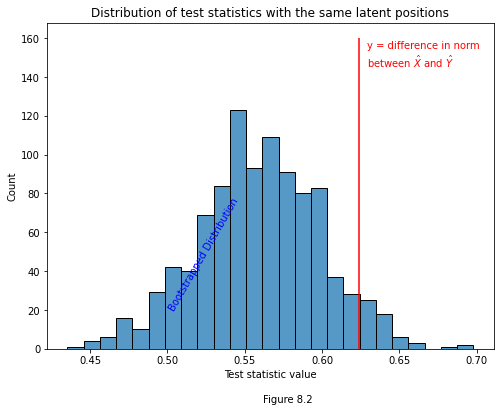 Distribution of test statistics with the same latent positions
160
140
120
100
80
60
40
20
0
Count
y = difference in norm
between X̂ and Ŷ
Bootstrapped Distribution
0.45 0.50 0.55 0.60 0.65 0.70
Test statistic value
Figure 8.2